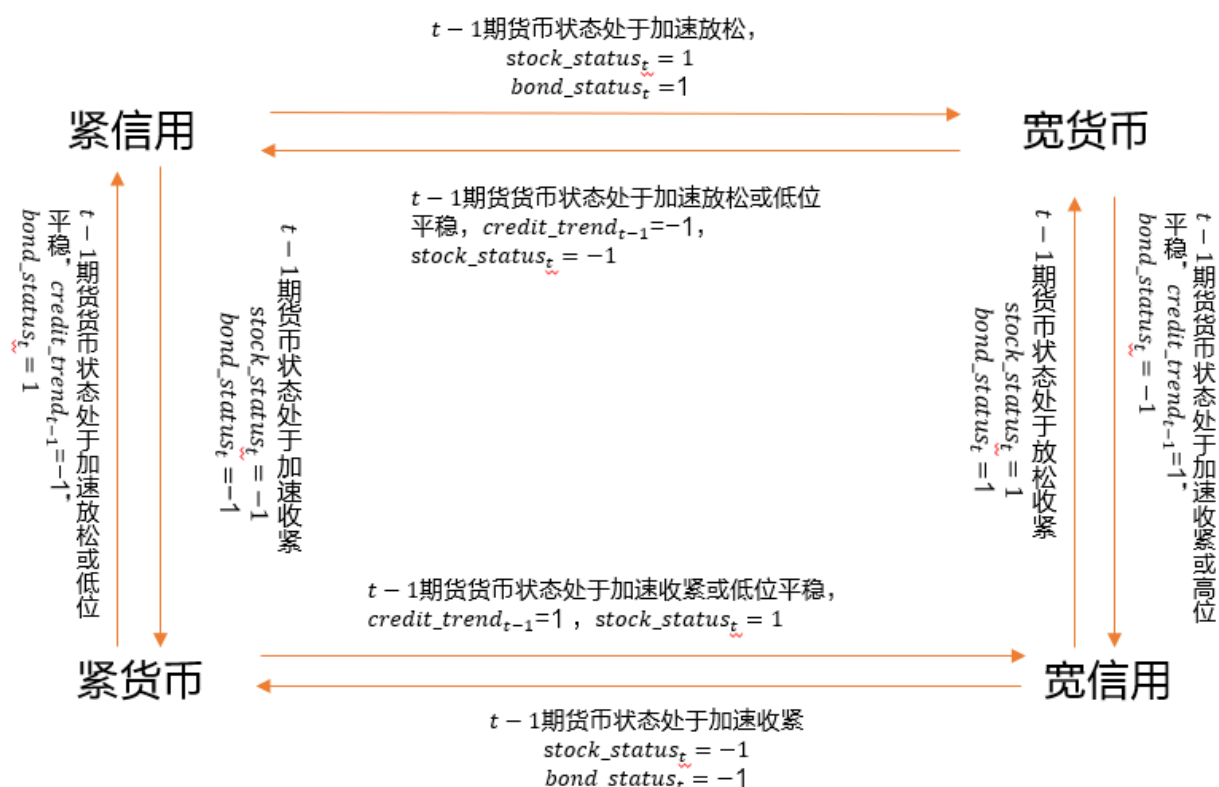 t − 1期货币状态处于加速放松，
stock_status_t = 1
bond_status_t =1
紧信用
宽货币
t − 1期货货币状态处于加速放松或低位
平稳，credit_trend_{t−1}=−1，
stock_status_t = −1
t − 1期货货币状态处于加速放松或低位
平稳，credit_trend_{t−1}=−1，
bond_status_t = 1
t − 1期货币状态处于加速收紧
stock_status_t = −1
bond_status_t =−1
t − 1期货币状态处于放松收紧
stock_status_t = 1
bond_status_t =1
t − 1期货货币状态处于加速收紧或高位
平稳，credit_trend_{t−1}=1，
bond_status_t = −1
t − 1期货货币状态处于加速收紧或低位平稳，
credit_trend_{t−1}=1 ，stock_status_t = 1
紧货币
宽信用
t − 1期货币状态处于加速收紧
stock_status_t = −1
bond_status_t = −1